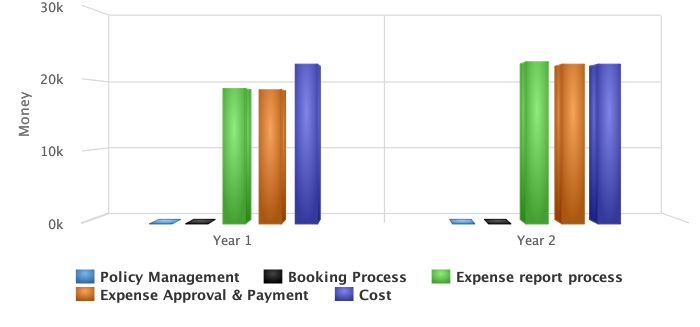 30k
20k
10k
0k
Money
Year 1
Year 2
Policy Management
Booking Process
Expense report process
Expense Approval & Payment
Cost